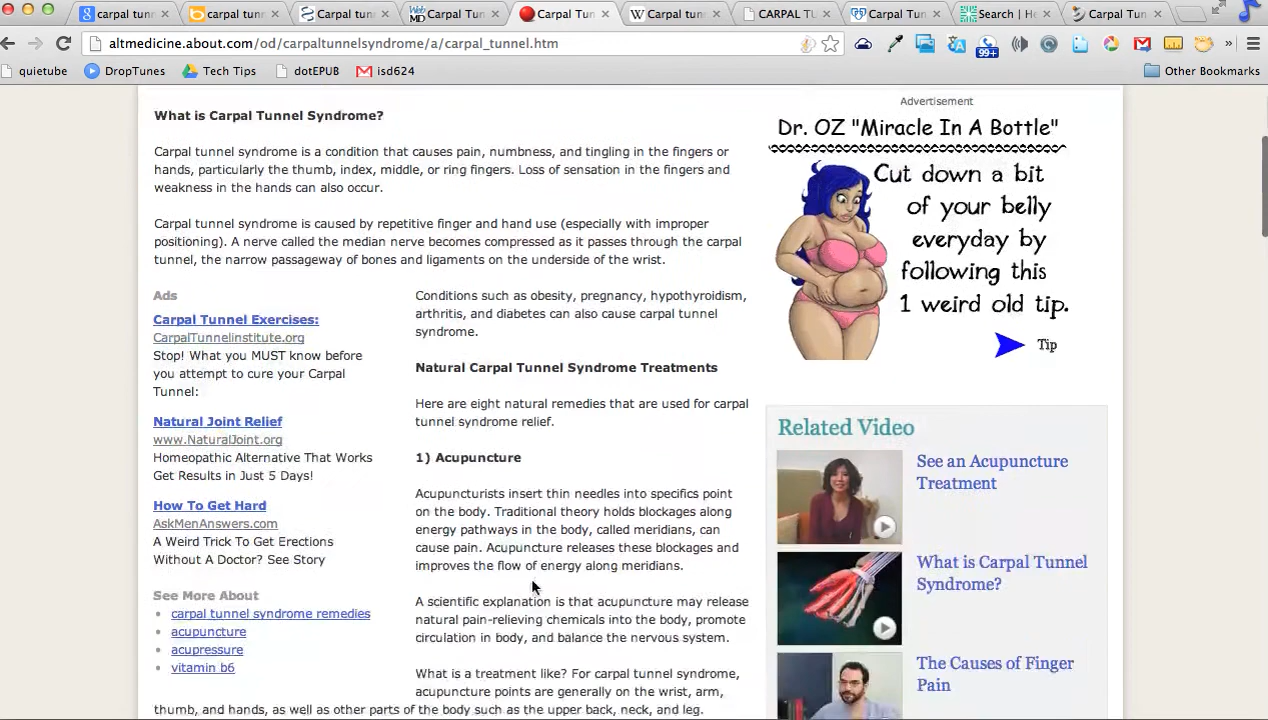 carpal tunn
carpal tunne
Carpal tunn
Carpal Tun
Carpal Tun
Carpal tunn
CARPAL TU
Carpal Tun
Search | He
Carpal Tun
altmedicine.about.com/od/carpaltunnelsyndrome/a/carpal_tunnel.htm
99+
quietube
DropTunes
Tech Tips
dotEPUB
isd624
Other Bookmarks
What is Carpal Tunnel Syndrome?
Carpal tunnel syndrome is a condition that causes pain, numbness, and tingling in the fingers or
hands, particularly the thumb, index, middle, or ring fingers. Loss of sensation in the fingers and
weakness in the hands can also occur.
Carpal tunnel syndrome is caused by repetitive finger and hand use (especially with improper
positioning). A nerve called the median nerve becomes compressed as it passes through the carpal
tunnel, the narrow passageway of bones and ligaments on the underside of the wrist.
Ads
Carpal Tunnel Exercises:
CarpalTunnelinstitute.org
Stop! What you MUST know before
you attempt to cure your Carpal
Tunnel:
Natural Joint Relief
www.NaturalJoint.org
Homeopathic Alternative That Works
Get Results in Just 5 Days!
How To Get Hard
AskMenAnswers.com
A Weird Trick To Get Erections
Without A Doctor? See Story
See More About
carpal tunnel syndrome remedies
acupuncture
acupressure
vitamin b6
Conditions such as obesity, pregnancy, hypothyroidism,
arthritis, and diabetes can also cause carpal tunnel
syndrome.
Natural Carpal Tunnel Syndrome Treatments
Here are eight natural remedies that are used for carpal
tunnel syndrome relief.
1) Acupuncture
Acupuncturists insert thin needles into specifics point
on the body. Traditional theory holds blockages along
energy pathways in the body, called meridians, can
cause pain. Acupuncture releases these blockages and
improves the flow of energy along meridians.
A scientific explanation is that acupuncture may release
natural pain-relieving chemicals into the body, promote
circulation in body, and balance the nervous system.
What is a treatment like? For carpal tunnel syndrome,
acupuncture points are generally on the wrist, arm,
thumb, and hands, as well as other parts of the body such as the upper back, neck, and leg.
Advertisement
Dr. OZ "Miracle In A Bottle"
Cut down a bit
of your belly
everyday by
following this
1 weird old tip.
Tip
Related Video
See an Acupuncture
Treatment
What is Carpal Tunnel
Syndrome?
The Causes of Finger
Pain